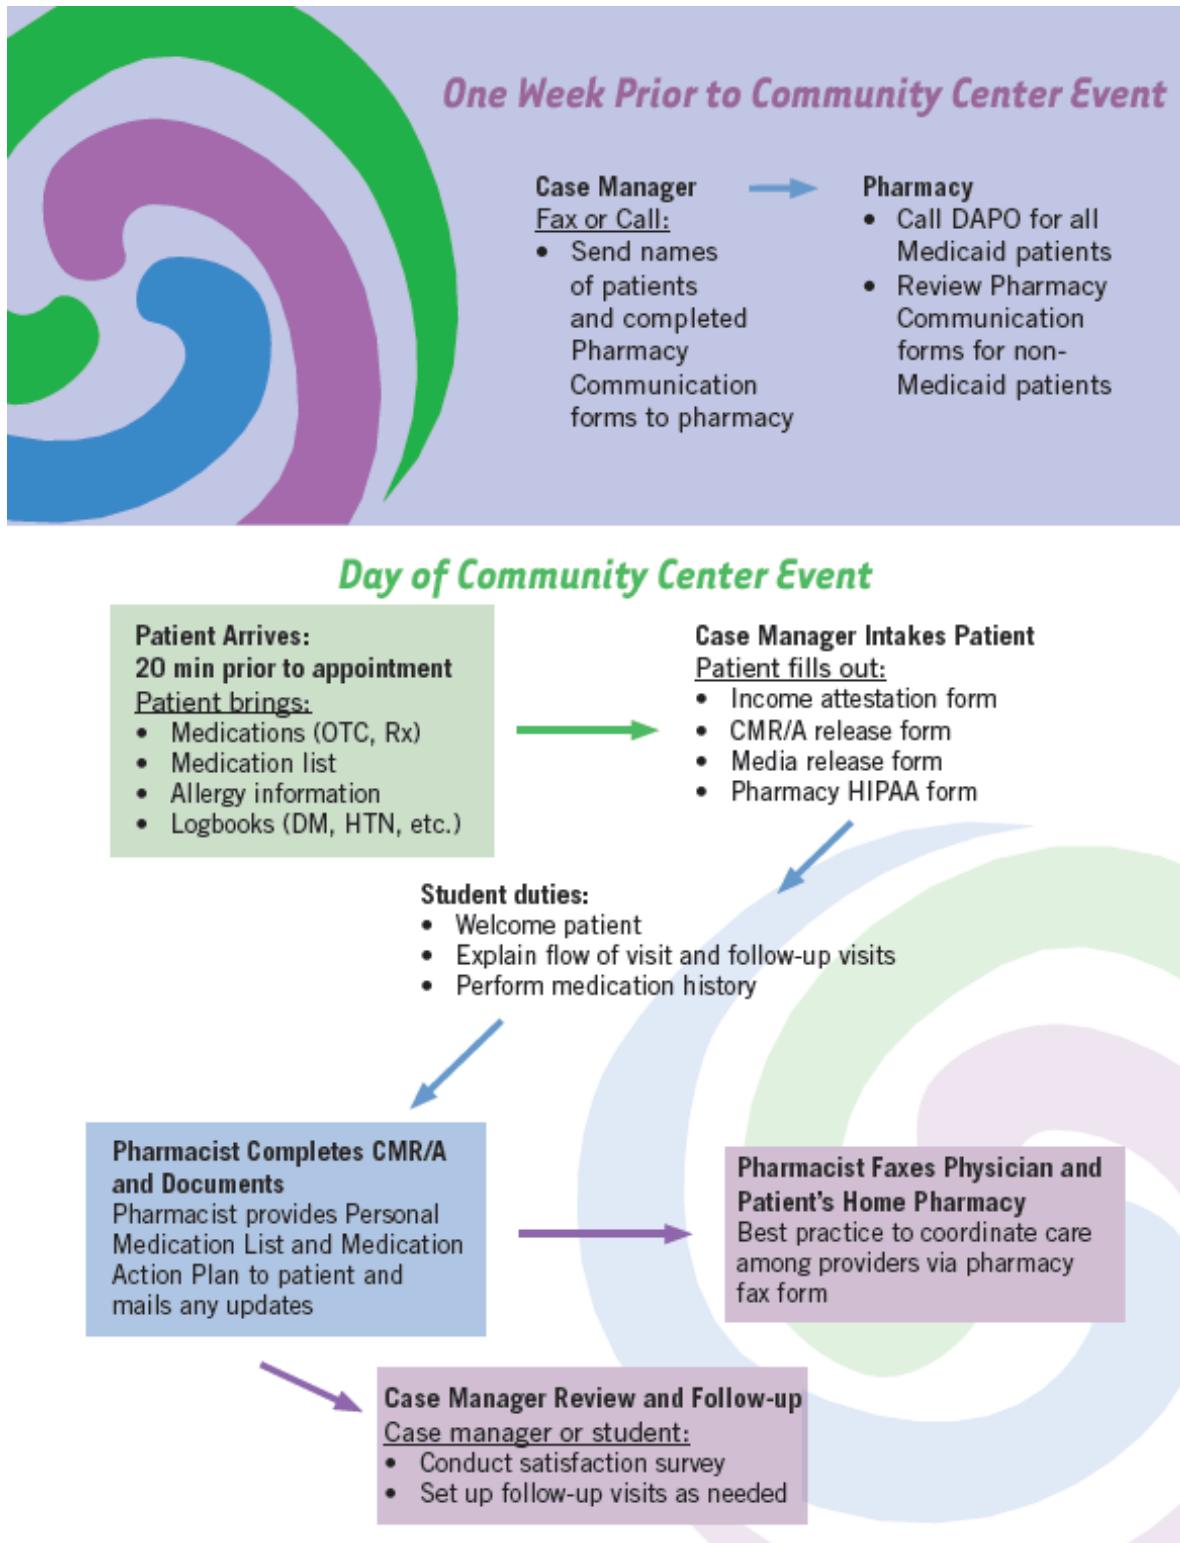 One Week Prior to Community Center Event
Case Manager
Fax or Call:
• Send names
of patients
and completed
Pharmacy
Communication
forms to pharmacy
Pharmacy
• Call DAPO for all
Medicaid patients
• Review Pharmacy
Communication
forms for non-
Medicaid patients
Day of Community Center Event
Patient Arrives:
20 min prior to appointment
Patient brings:
• Medications (OTC, Rx)
• Medication list
• Allergy information
• Logbooks (DM, HTN, etc.)
Case Manager Intakes Patient
Patient fills out:
• Income attestation form
• CMR/A release form
• Media release form
• Pharmacy HIPAA form
Student duties:
• Welcome patient
• Explain flow of visit and follow-up visits
• Perform medication history
Pharmacist Completes CMR/A
and Documents
Pharmacist provides Personal
Medication List and Medication
Action Plan to patient and
mails any updates
Pharmacist Faxes Physician and
Patient's Home Pharmacy
Best practice to coordinate care
among providers via pharmacy
fax form
Case Manager Review and Follow-up
Case manager or student:
• Conduct satisfaction survey
• Set up follow-up visits as needed